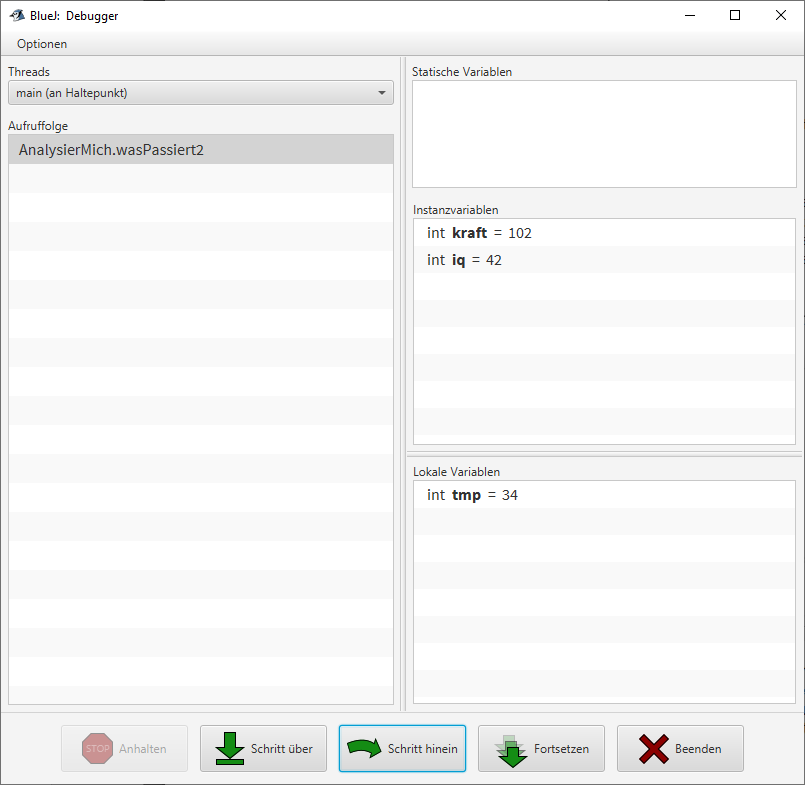 BlueJ: Debugger
Optionen
Threads
main (an Haltepunkt)
Aufruffolge
AnalysierMich.wasPassiert2
Statische Variablen
Instanzvariablen
int kraft = 102
int iq = 42
Lokale Variablen
int tmp = 34
STOP Anhalten
Schritt über
Schritt hinein
Fortsetzen
Beenden